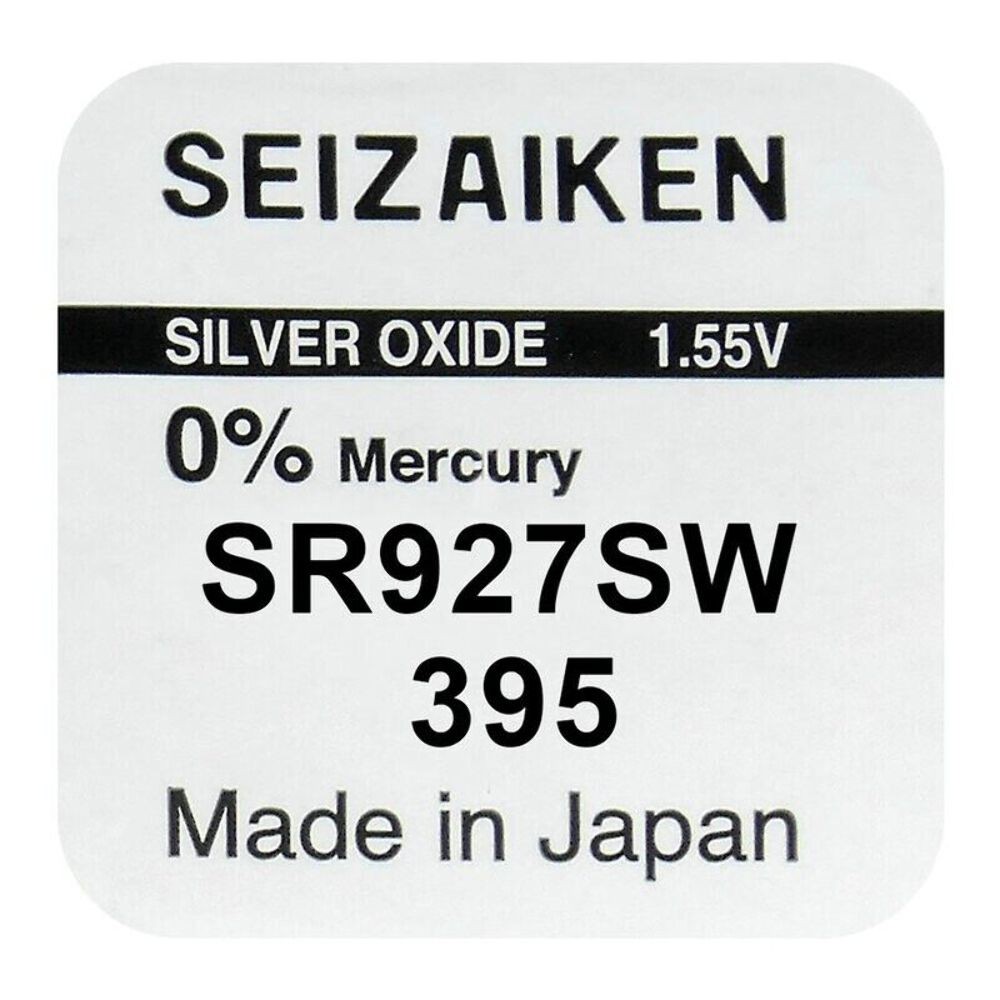 SEIZAIKEN
SILVER OXIDE 1.55V
0% Mercury
SR927SW
395
Made in Japan